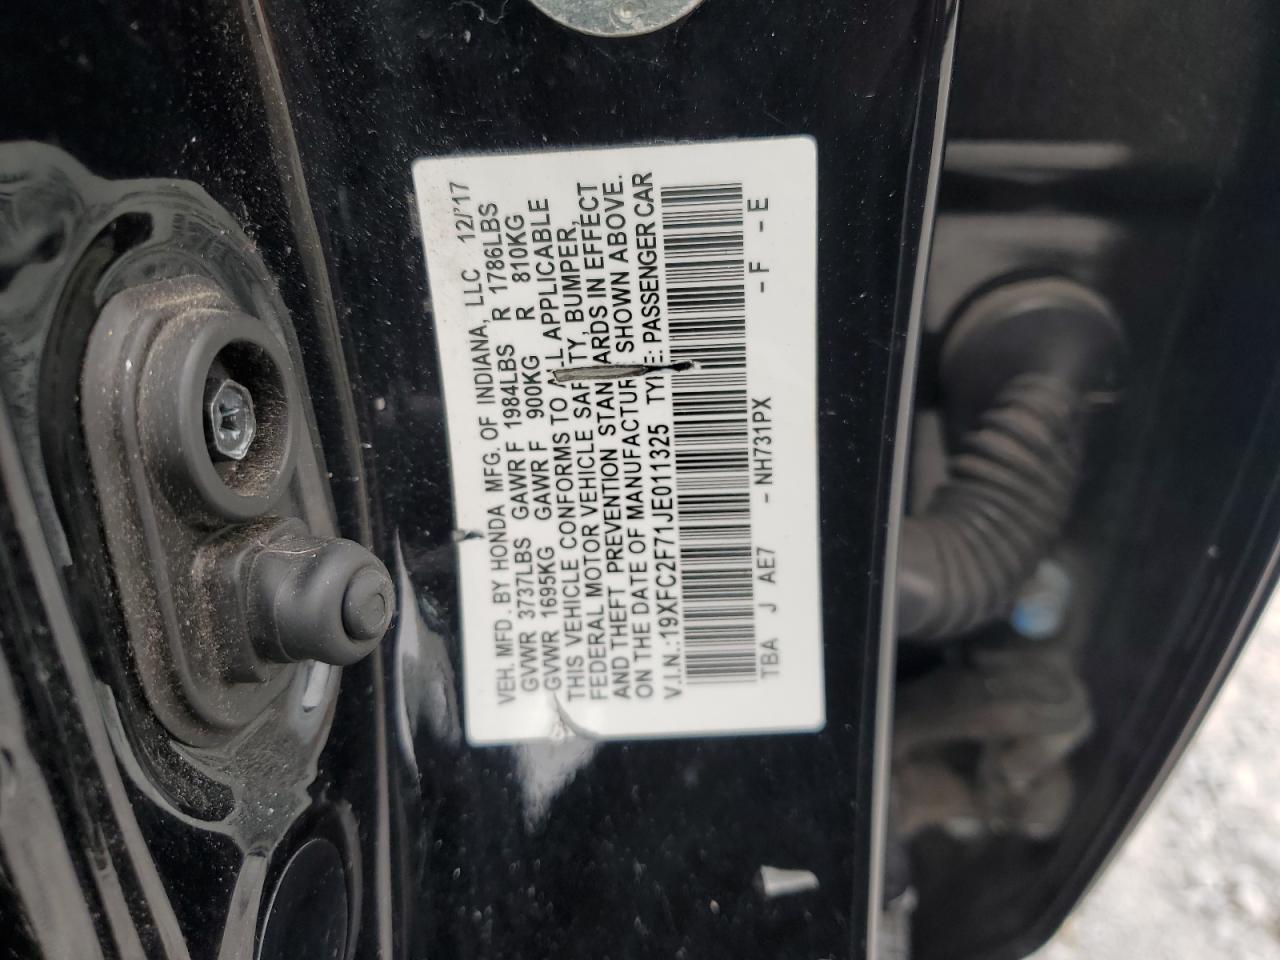 VEH. MFD. BY HONDA MFG. OF INDIANA, LLC 12/'17
GVWR 3737LBS GAWR F 1984LBS R 1786LBS
GVWR 1695KG GAWR F 900KG R 810KG
THIS VEHICLE CONFORMS TO ALL APPLICABLE
FEDERAL MOTOR VEHICLE SAFETY, BUMPER,
AND THEFT PREVENTION STANDARDS IN EFFECT
ON THE DATE OF MANUFACTURE SHOWN ABOVE.
V.I.N.:19XFC2F71JE011325 TYPE: PASSENGER CAR
TBA J AE7 - NH731PX - F - E